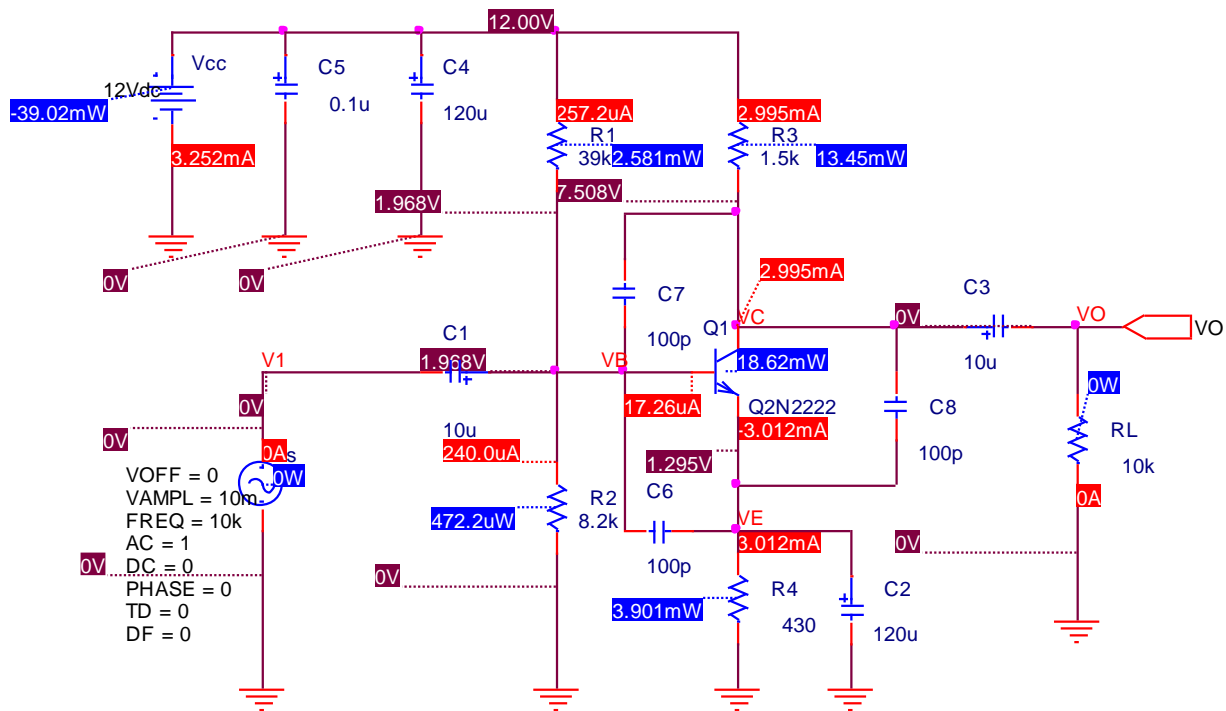 12.00V
Vcc
12Vdc
-39.02mW
3.252mA
C5
0.1u
C4
120u
257.2uA
R1
39k
2.581mW
2.995mA
R3
1.5k
13.45mW
1.968V
7.508V
0V
0V
C7
100p
2.995mA
Q1
VC
18.62mW
Q2N2222
-3.012mA
0V
C3
10u
VO
VO
C1
1.968V
10u
V1
VB
17.26uA
0V
0V
0A
s
0W
VOFF = 0
VAMPL = 10m
FREQ = 10k
AC = 1
DC = 0
PHASE = 0
TD = 0
DF = 0
0V
240.0uA
R2
8.2k
472.2uW
0V
1.295V
C6
100p
VE
3.012mA
R4
430
3.901mW
C2
120u
C8
100p
0W
RL
10k
0A
0V